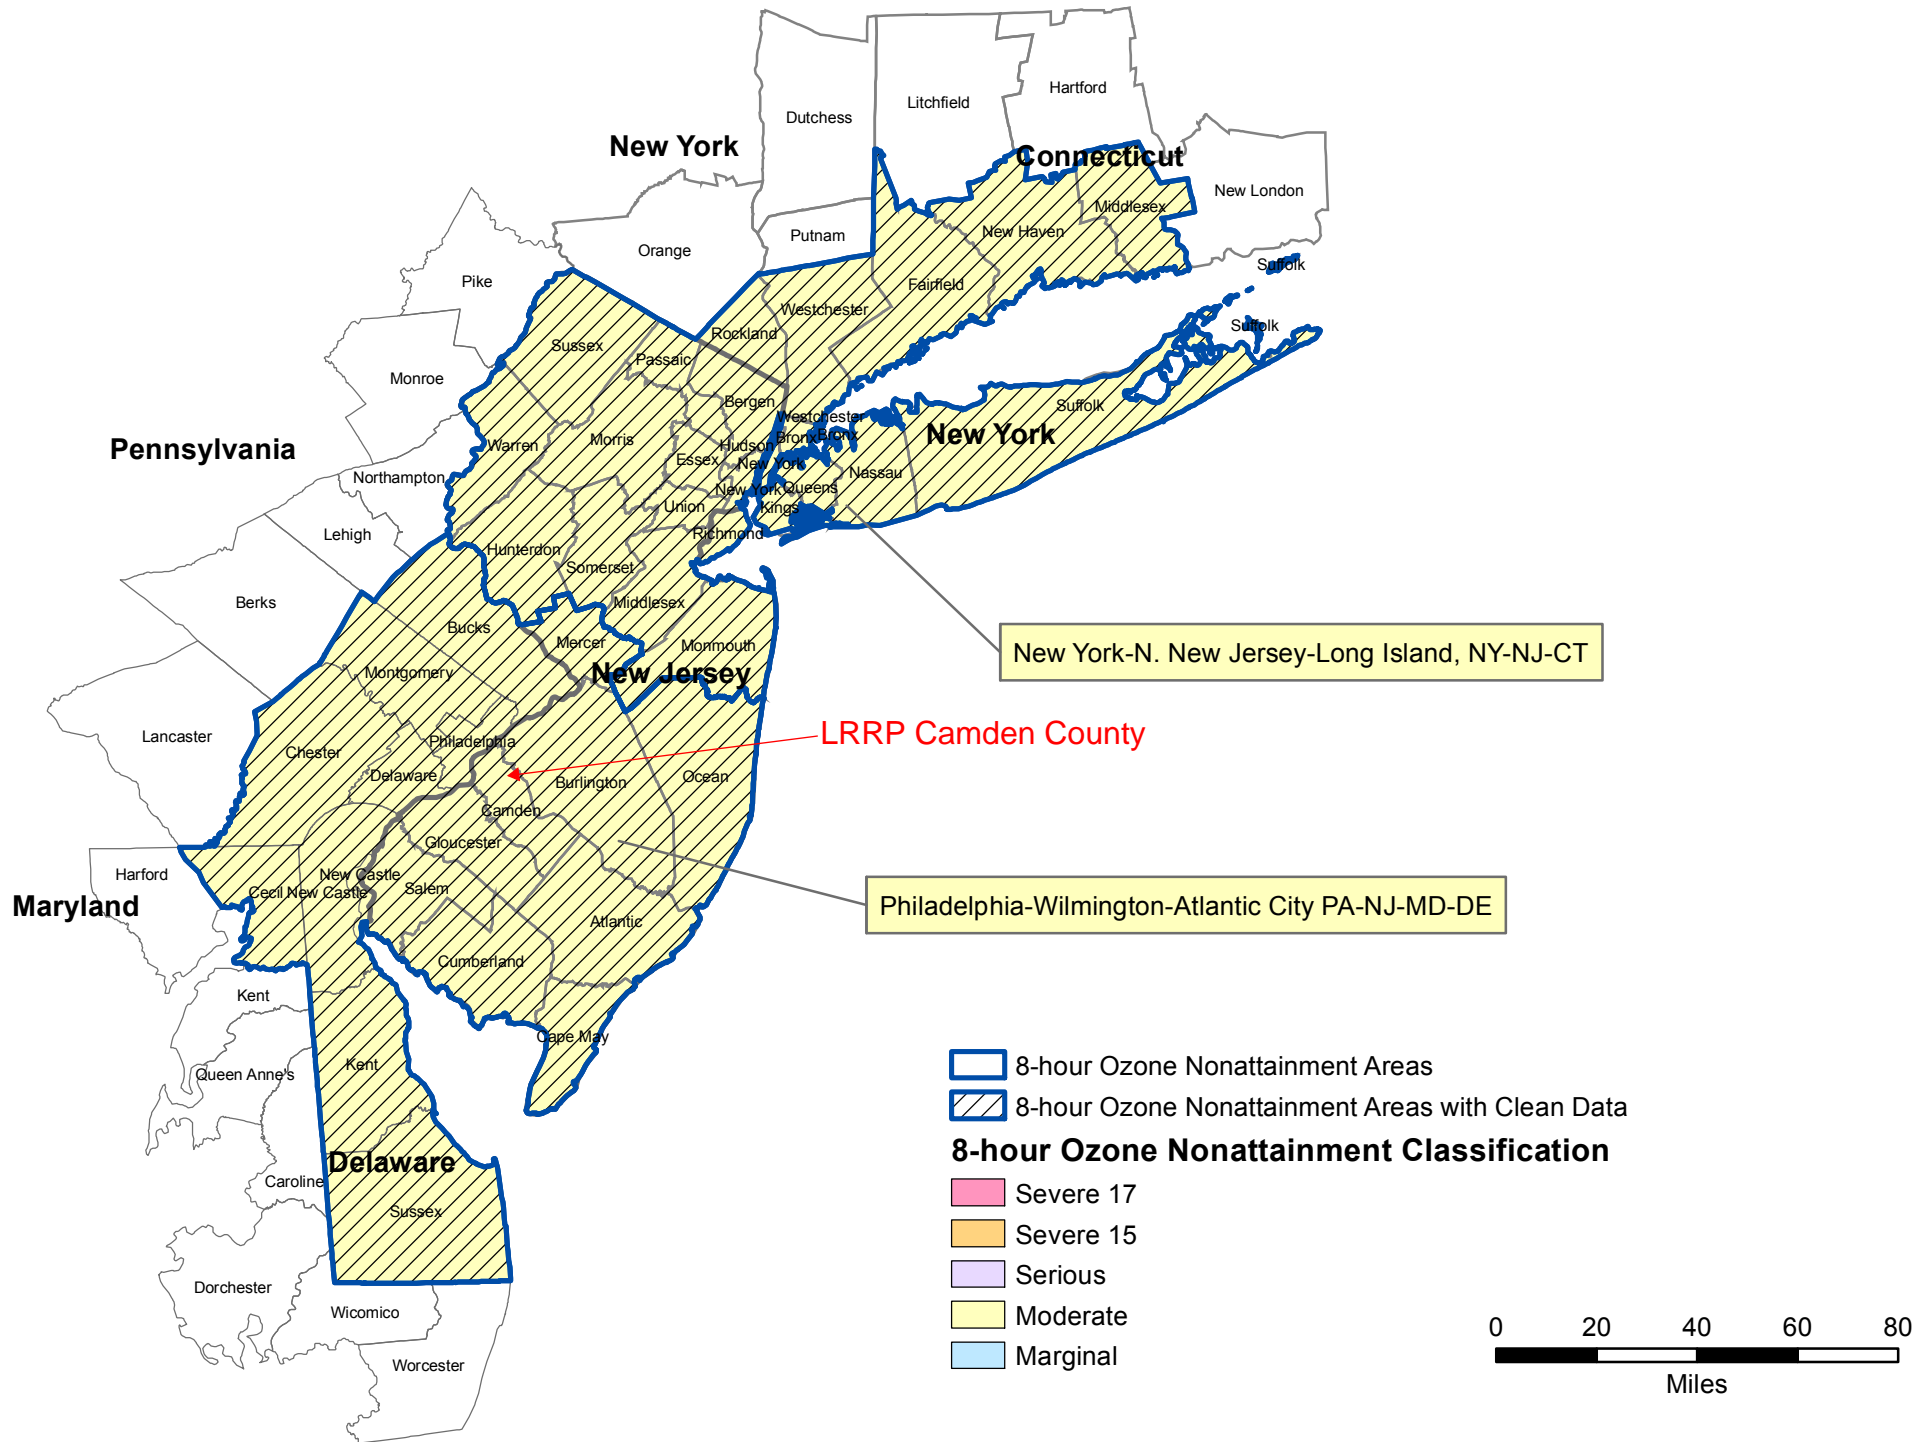 Dutchess
Litchfield
Hartford
New York
Connecticut
New London
Middlesex
New Haven
Putnam
Orange
Suffolk
Pike
Fairfield
Westchester
Suffolk
Rockland
Sussex
Passaic
Monroe
Bergen
Suffolk
Westchester
New York
Pennsylvania
Warren
Morris
Hudson
Bronx
Bronx
Essex
New York
Nassau
Northampton
New York
Queens
Union
Kings
Lehigh
Richmond
Hunterdon
Somerset
Berks
Middlesex
Bucks
Mercer
Monmouth
New York-N. New Jersey-Long Island, NY-NJ-CT
Montgomery
New Jersey
LRRP Camden County
Lancaster
Philadelphia
Chester
Delaware
Burlington
Ocean
Camden
Gloucester
Harford
New Castle
Salem
Cecil
New Castle
Maryland
Philadelphia-Wilmington-Atlantic City PA-NJ-MD-DE
Atlantic
Cumberland
Kent
Cape May
Kent
Queen Anne's
8-hour Ozone Nonattainment Areas
8-hour Ozone Nonattainment Areas with Clean Data
8-hour Ozone Nonattainment Classification
Delaware
Caroline
Sussex
Severe 17
Severe 15
Serious
Dorchester
Wicomico
Moderate
Worcester
Marginal
0 20 40 60 80
Miles